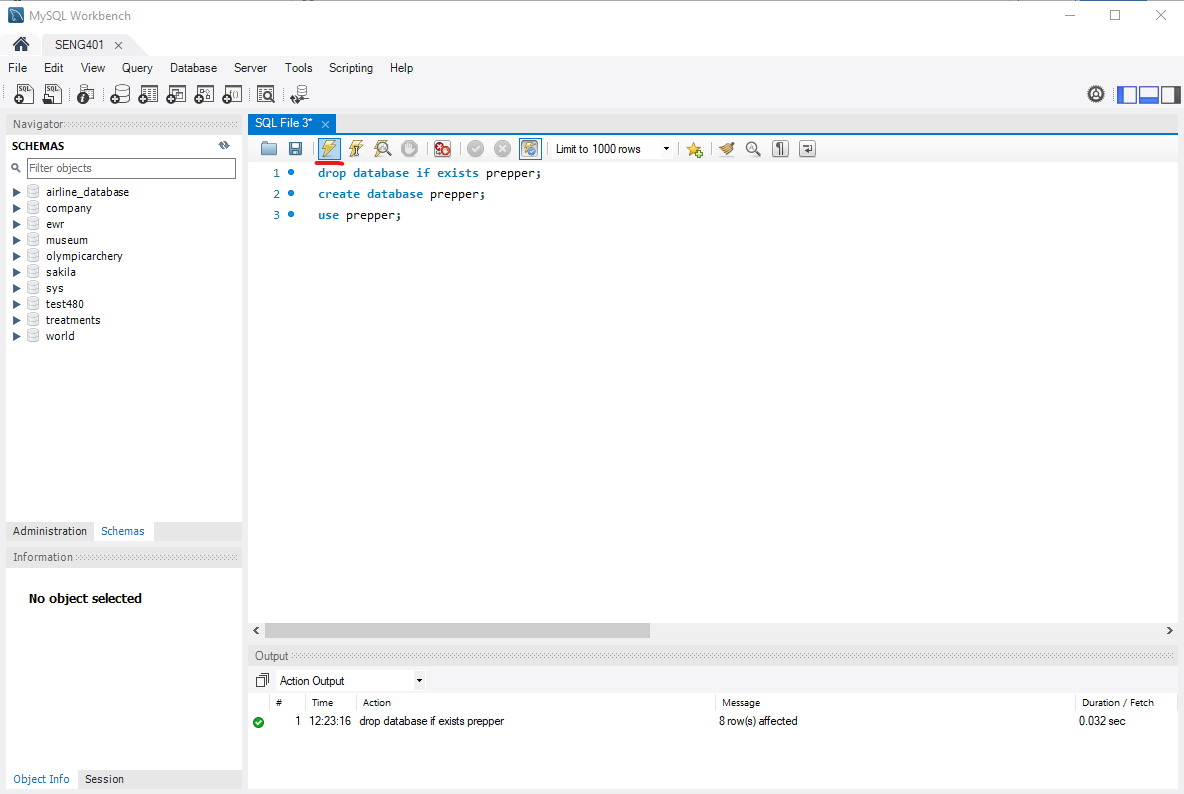 MySQL Workbench
SENG401
File Edit View Query Database Server Tools Scripting Help
Navigator
SCHEMAS
Filter objects
airline_database
company
ewr
museum
olympicarchery
sakila
sys
test480
treatments
world
Administration Schemas
Information
No object selected
Object Info Session
SQL File 3*
Limit to 1000 rows
1 drop database if exists prepper;
2 create database prepper;
3 use prepper;
Output
Action Output
# Time Action Message Duration / Fetch
1 12:23:16 drop database if exists prepper 8 row(s) affected 0.032 sec